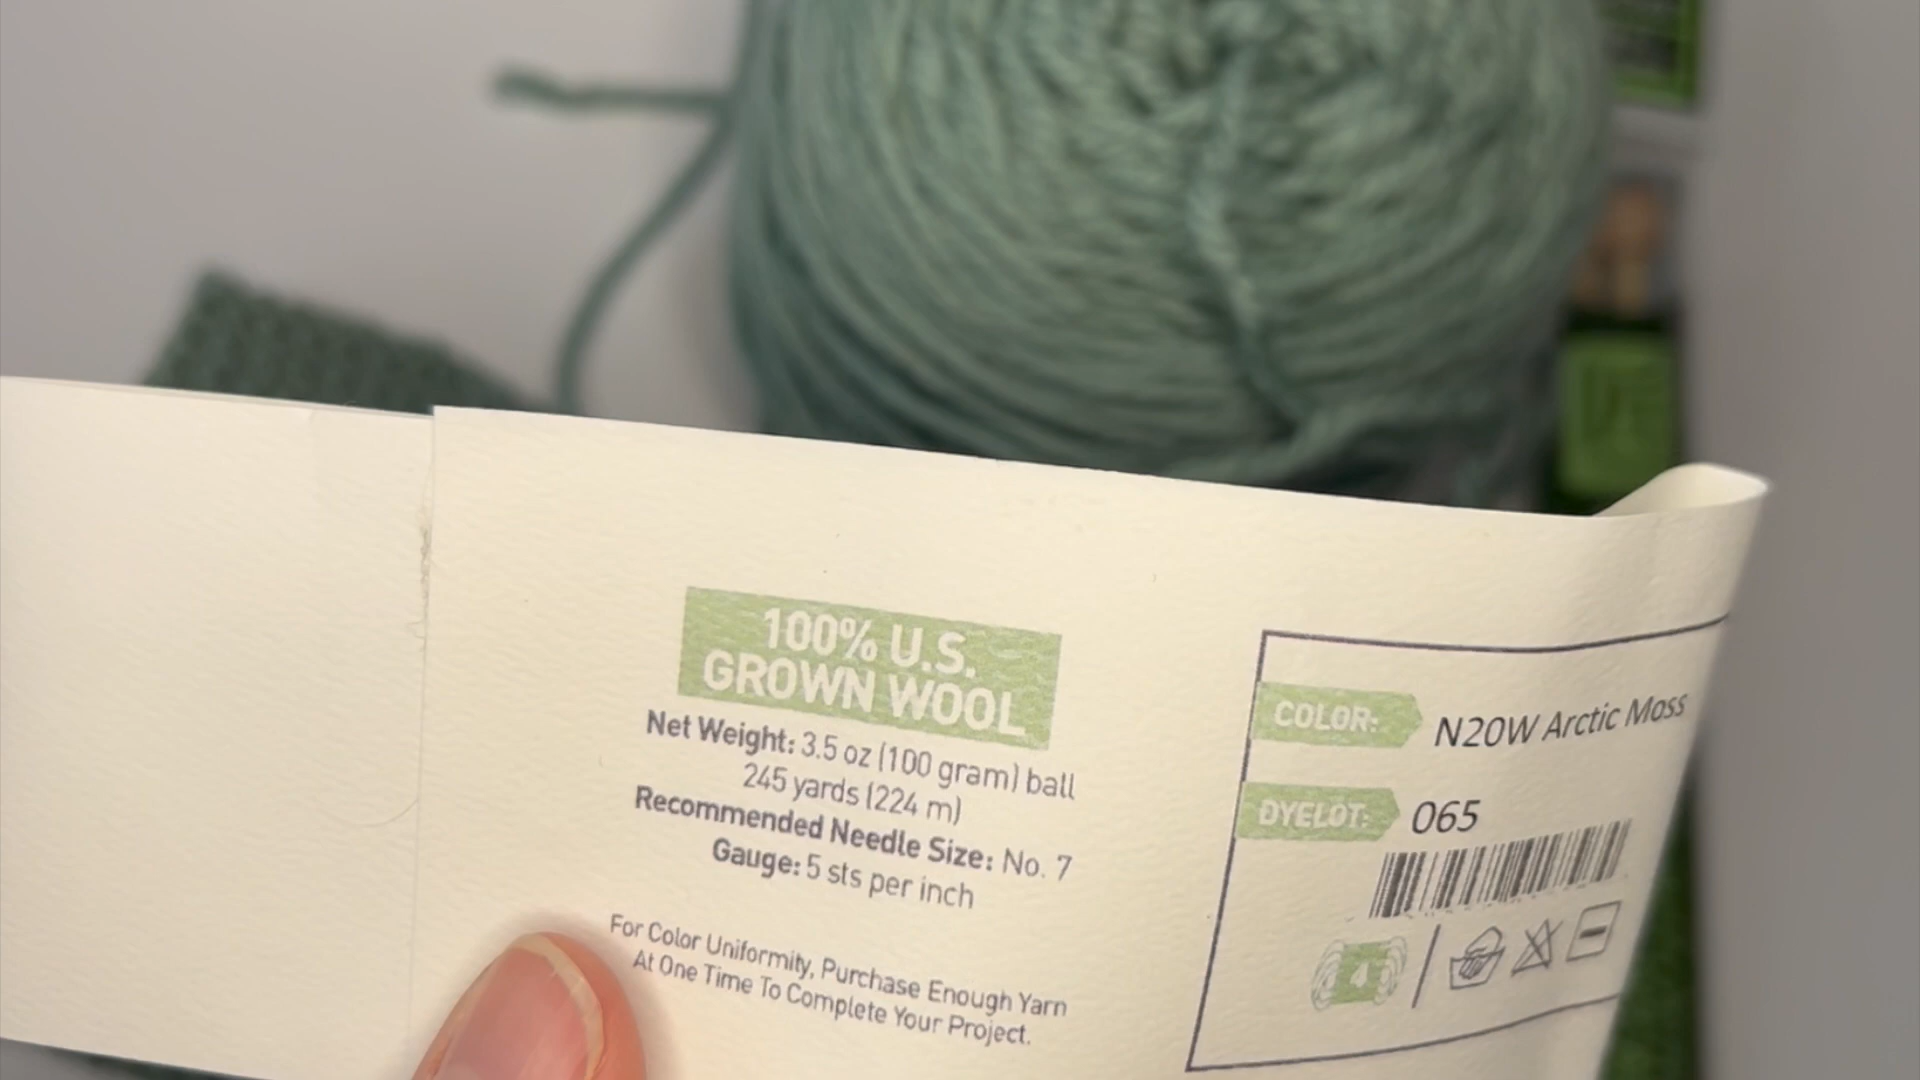 100% U.S.
GROWN WOOL
Net Weight: 3.5 oz (100 gram) ball
245 yards (224 m)
Recommended Needle Size: No. 7
Gauge: 5 sts per inch
For Color Uniformity, Purchase Enough Yarn
At One Time To Complete Your Project.
COLOR: N20W Arctic Moss
DYELOT: 065
4